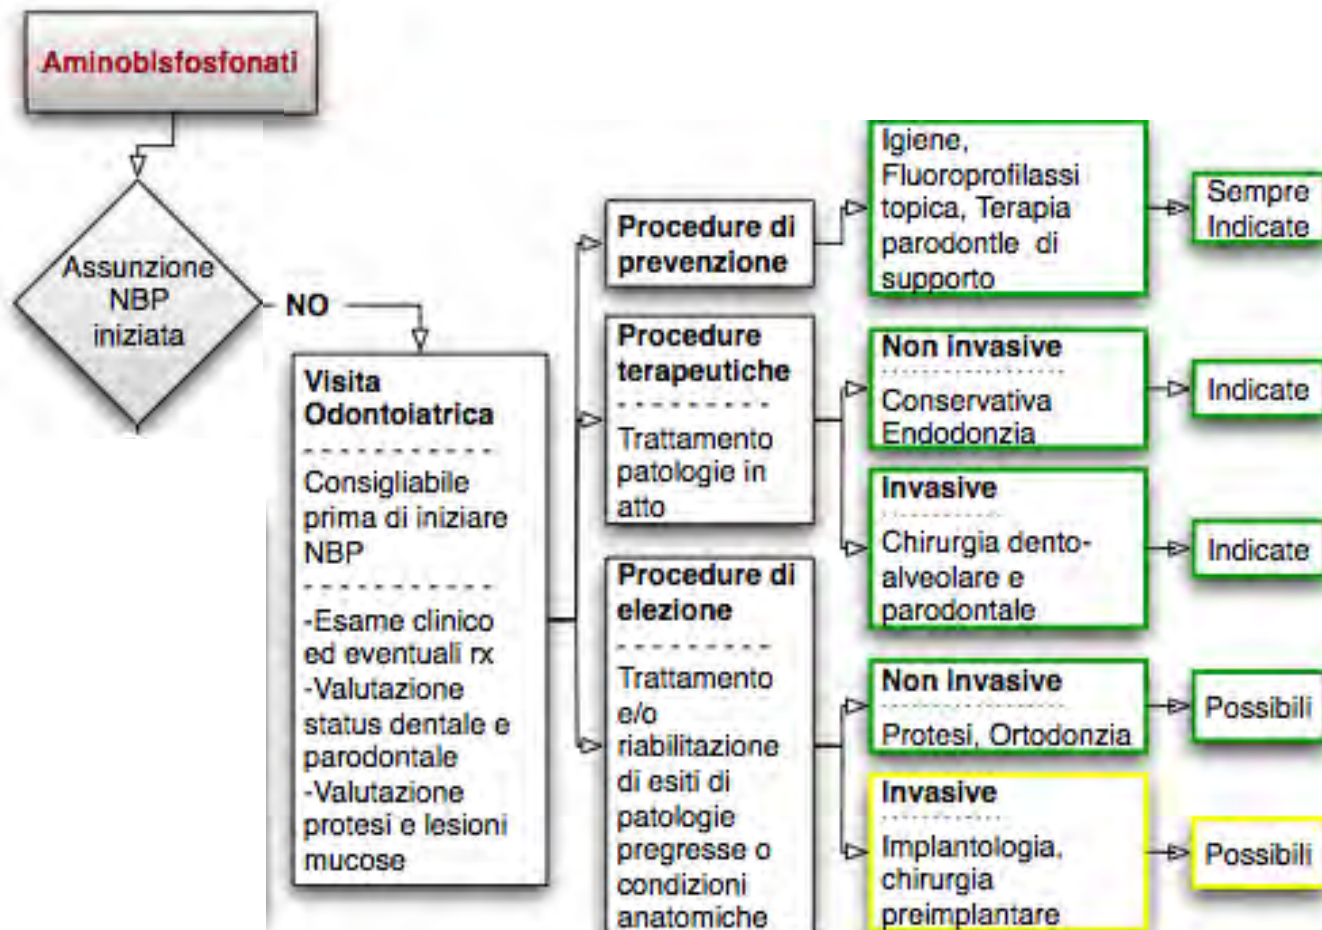 Aminobisfosfonati
Assunzione
NBP
iniziata
NO
Visita
Odontoiatrica
Consigliabile
prima di iniziare
NBP
-Esame clinico
ed eventuali rx
-Valutazione
status dentale e
parodontale
-Valutazione
protesi e lesioni
mucose
Procedure di
prevenzione
Igiene,
Fluoroprofilassi
topica, Terapia
parodontle di
supporto
Sempre
Indicate
Procedure
terapeutiche
Trattamento
patologie in
atto
Non invasive
Conservativa
Endodonzia
Indicate
Invasive
Chirurgia dento-
alveolare e
parodontale
Indicate
Procedure di
elezione
Trattamento
e/o
riabilitazione
di esiti di
patologie
pregresse o
condizioni
anatomiche
Non invasive
Protesi, Ortodonzia
Possibili
Invasive
Implantologia,
chirurgia
preimplantare
Possibili